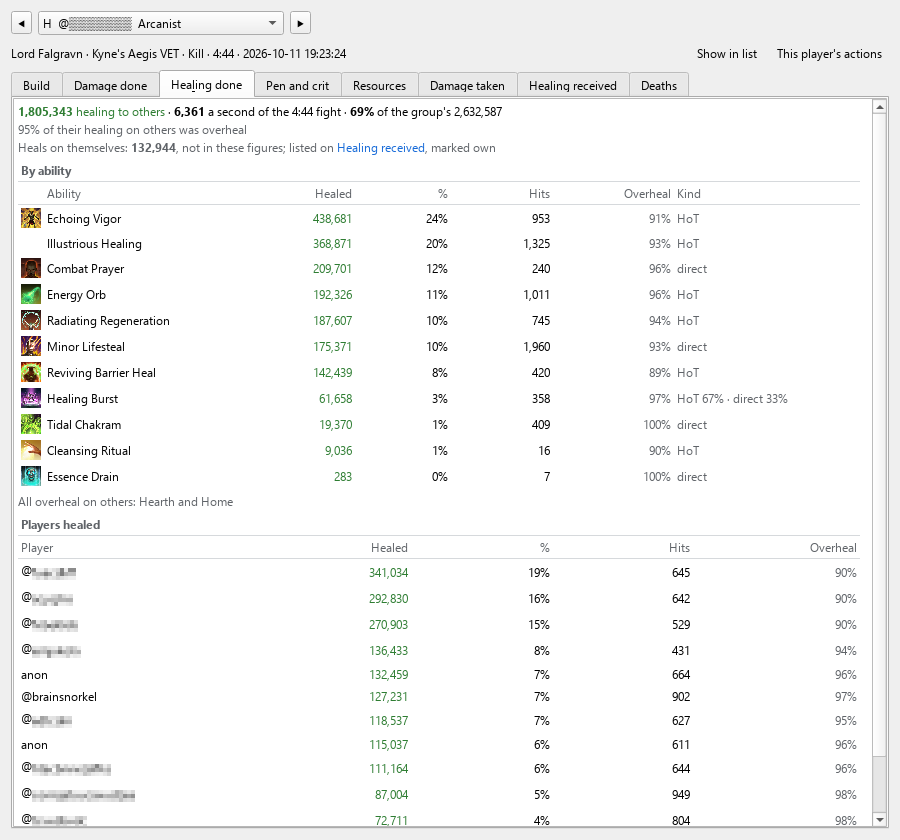 H @ Arcanist
Lord Falgravn · Kyne's Aegis VET · Kill · 4:44 · 2026-10-11 19:23:24 Show in list This player's actions
Build Damage done Healing done Pen and crit Resources Damage taken Healing received Deaths
1,805,343 healing to others · 6,361 a second of the 4:44 fight · 69% of the group's 2,632,587
95% of their healing on others was overheal
Heals on themselves: 132,944, not in these figures; listed on Healing received, marked own
By ability
Ability Healed % Hits Overheal Kind
Echoing Vigor 438,681 24% 953 91% HoT
Illustrious Healing 368,871 20% 1,325 93% HoT
Combat Prayer 209,701 12% 240 96% direct
Energy Orb 192,326 11% 1,011 96% HoT
Radiating Regeneration 187,607 10% 745 94% HoT
Minor Lifesteal 175,371 10% 1,960 93% direct
Reviving Barrier Heal 142,439 8% 420 89% HoT
Healing Burst 61,658 3% 358 97% HoT 67% · direct 33%
Tidal Chakram 19,370 1% 409 100% direct
Cleansing Ritual 9,036 1% 16 90% HoT
Essence Drain 283 0% 7 100% direct
All overheal on others: Hearth and Home
Players healed
Player Healed % Hits Overheal
@ 341,034 19% 645 90%
@ 292,830 16% 642 90%
@ 270,903 15% 529 90%
@ 136,433 8% 431 94%
anon 132,459 7% 664 96%
@brainsnorkel 127,231 7% 902 97%
@ 118,537 7% 627 95%
anon 115,037 6% 611 96%
@ 111,164 6% 644 96%
@ 87,004 5% 949 98%
@ 72,711 4% 804 98%